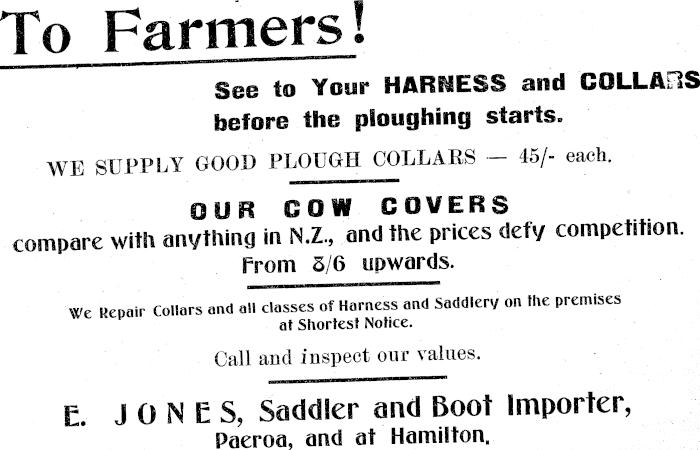 To Farmers!
See to Your HARNESS and COLLARS
before the ploughing starts.
WE SUPPLY GOOD PLOUGH COLLARS — 45/- each.
OUR COW COVERS
compare with anything in N.Z., and the prices defy competition.
From 8/6 upwards.
We Repair Collars and all classes of Harness and Saddlery on the premises
at Shortest Notice.
Call and inspect our values.
E. JONES, Saddler and Boot Importer,
Paeroa, and at Hamilton.